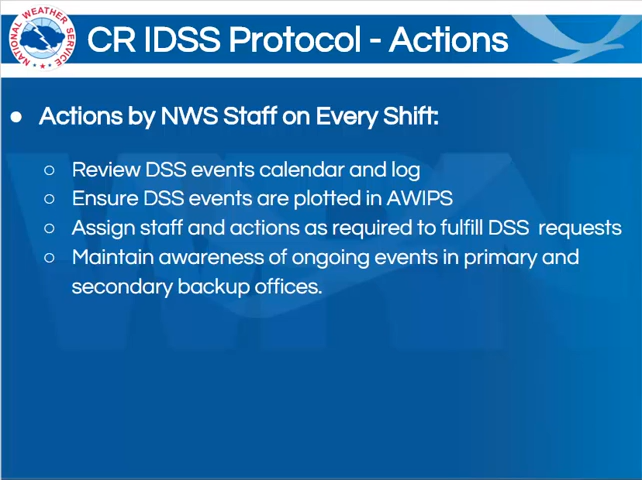 NATIONAL WEATHER SERVICE
CR IDSS Protocol - Actions
● Actions by NWS Staff on Every Shift:
○ Review DSS events calendar and log
○ Ensure DSS events are plotted in AWIPS
○ Assign staff and actions as required to fulfill DSS  requests
○ Maintain awareness of ongoing events in primary and
secondary backup offices.
WRN